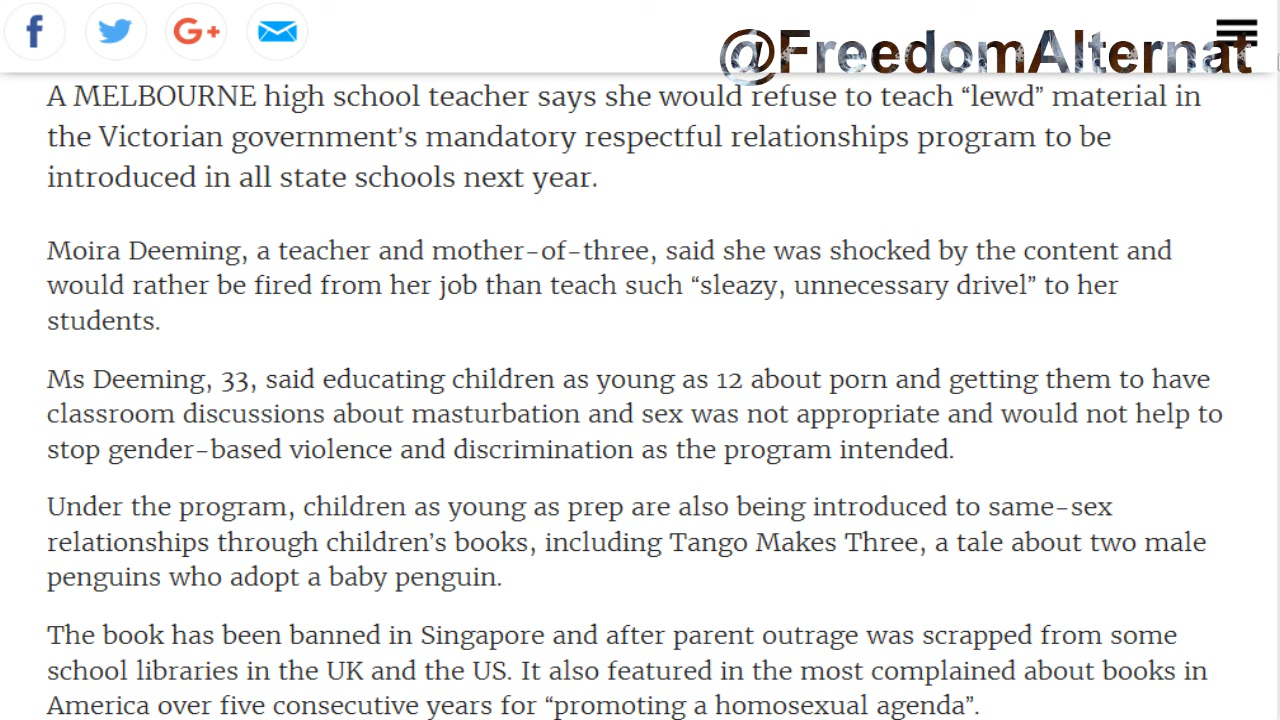 @FreedomAlternat
A MELBOURNE high school teacher says she would refuse to teach “lewd” material in
the Victorian government’s mandatory respectful relationships program to be
introduced in all state schools next year.
Moira Deeming, a teacher and mother-of-three, said she was shocked by the content and
would rather be fired from her job than teach such “sleazy, unnecessary drivel” to her
students.
Ms Deeming, 33, said educating children as young as 12 about porn and getting them to have
classroom discussions about masturbation and sex was not appropriate and would not help to
stop gender-based violence and discrimination as the program intended.
Under the program, children as young as prep are also being introduced to same-sex
relationships through children’s books, including Tango Makes Three, a tale about two male
penguins who adopt a baby penguin.
The book has been banned in Singapore and after parent outrage was scrapped from some
school libraries in the UK and the US. It also featured in the most complained about books in
America over five consecutive years for “promoting a homosexual agenda”.